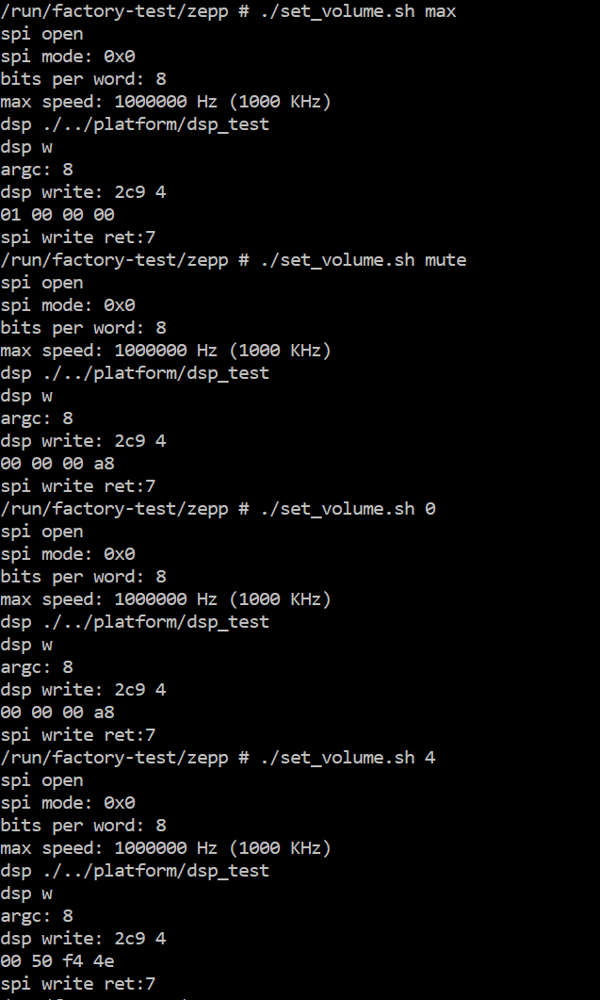 /run/factory-test/zepp # ./set_volume.sh max
spi open
spi mode: 0x0
bits per word: 8
max speed: 1000000 Hz (1000 KHz)
dsp ./../platform/dsp_test
dsp w
argc: 8
dsp write: 2c9 4
01 00 00 00
spi write ret:7
/run/factory-test/zepp # ./set_volume.sh mute
spi open
spi mode: 0x0
bits per word: 8
max speed: 1000000 Hz (1000 KHz)
dsp ./../platform/dsp_test
dsp w
argc: 8
dsp write: 2c9 4
00 00 00 a8
spi write ret:7
/run/factory-test/zepp # ./set_volume.sh 0
spi open
spi mode: 0x0
bits per word: 8
max speed: 1000000 Hz (1000 KHz)
dsp ./../platform/dsp_test
dsp w
argc: 8
dsp write: 2c9 4
00 00 00 a8
spi write ret:7
/run/factory-test/zepp # ./set_volume.sh 4
spi open
spi mode: 0x0
bits per word: 8
max speed: 1000000 Hz (1000 KHz)
dsp ./../platform/dsp_test
dsp w
argc: 8
dsp write: 2c9 4
00 50 f4 4e
spi write ret:7